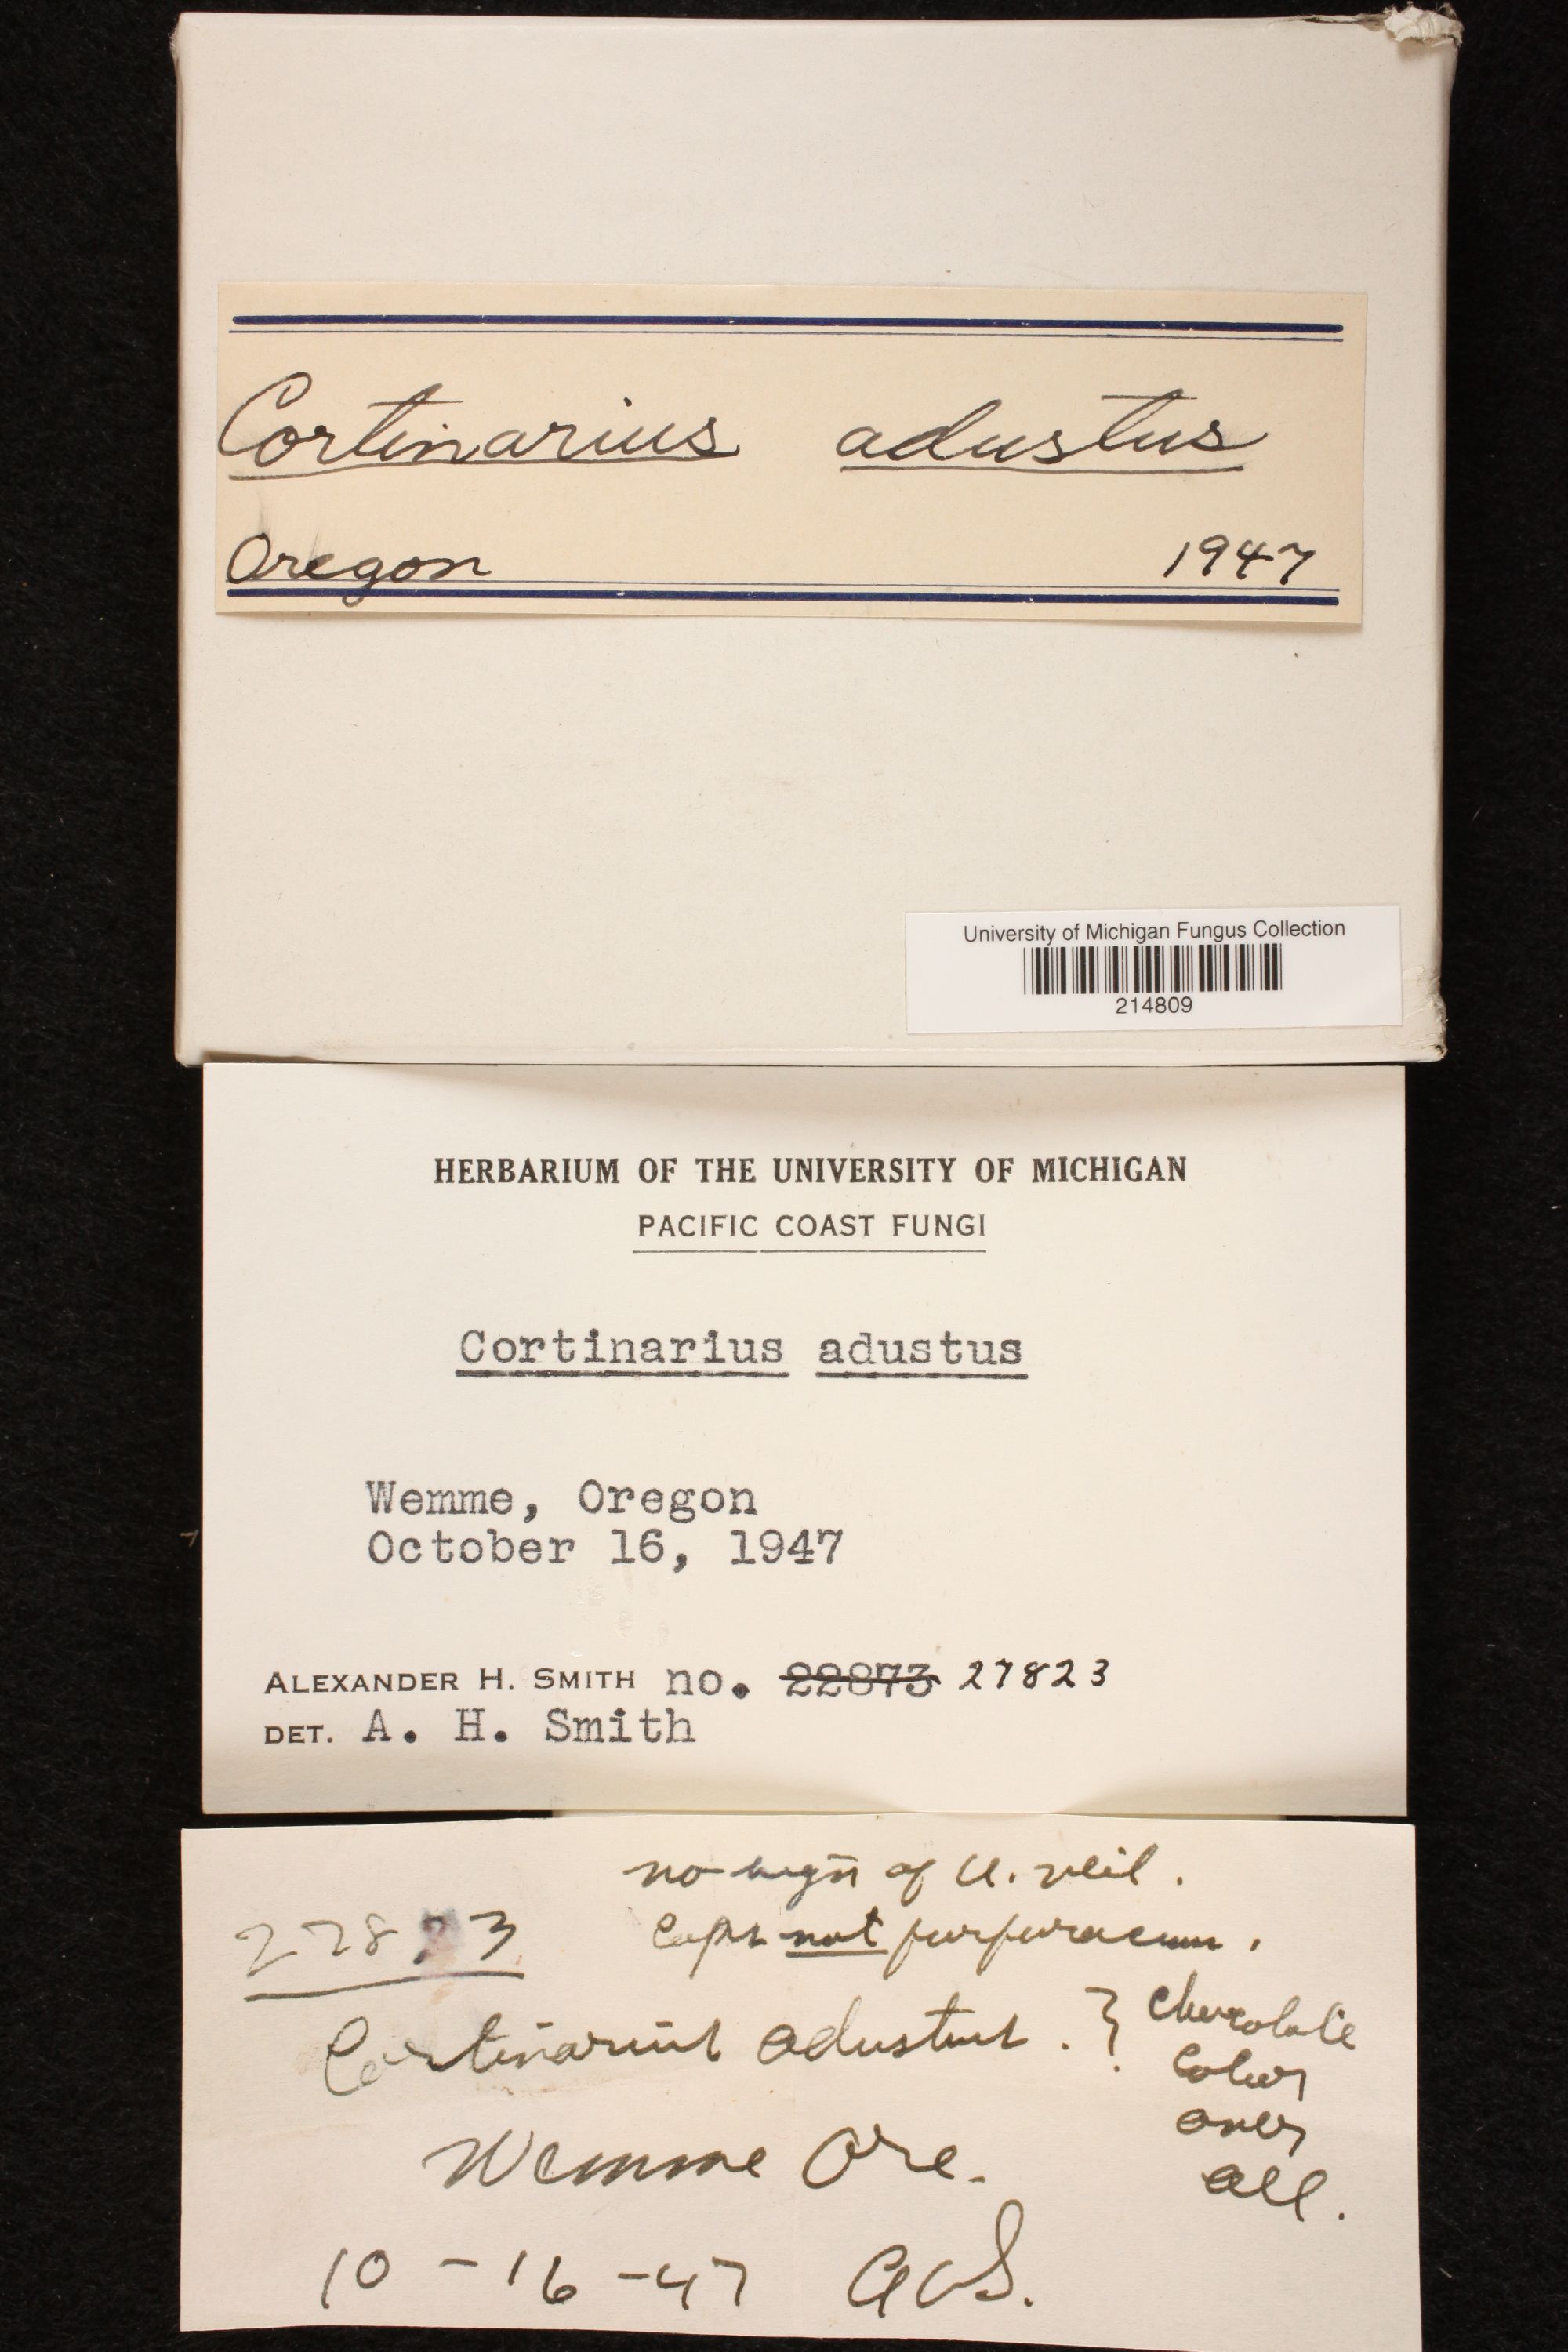 Cortinarius adustus
Oregon 1947
University of Michigan Fungus Collection
214809
HERBARIUM OF THE UNIVERSITY OF MICHIGAN
PACIFIC COAST FUNGI
Cortinarius adustus
Wemme, Oregon
October 16, 1947
ALEXANDER H. SMITH no. 22873 27823
DET. A. H. Smith
no sign of u. veil.
Caps not furfuraceous.
Cortinarius adustus. } Chocolate
Color
over
all.
Wemme Ore.
10-16-47